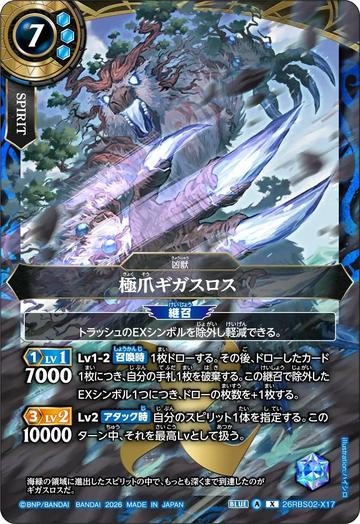 7
SPIRIT
凶獣
極爪ギガスロス
継召
トラッシュのEXシンボルを除外し軽減できる。
1 LV1 7000
Lv1-2 召喚時 1枚ドローする。その後、ドローしたカード
1枚につき、自分の手札1枚を破棄する。この継召で除外した
EXシンボル1つにつき、ドローの枚数を+1枚する。
3 LV2 10000
Lv2 アタック時 自分のスピリット1体を指定する。この
ターン中、それを最高Lvとして扱う。
海緑の領域に進出したスピリットの中で、もっとも深くまで到達したのが
ギガスロスだ。
Illustration/ハイシロ
©BNP/BANDAI BANDAI 2026 MADE IN JAPAN BLUE A X 26RBS02-X17